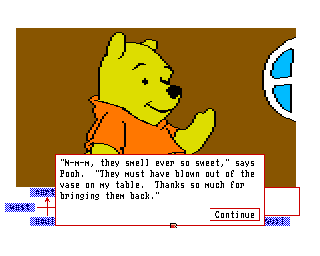 "M-m-m, they smell ever so sweet," says
Pooh.  "They must have blown out of the
vase on my table.  Thanks so much for
bringing them back."
Continue